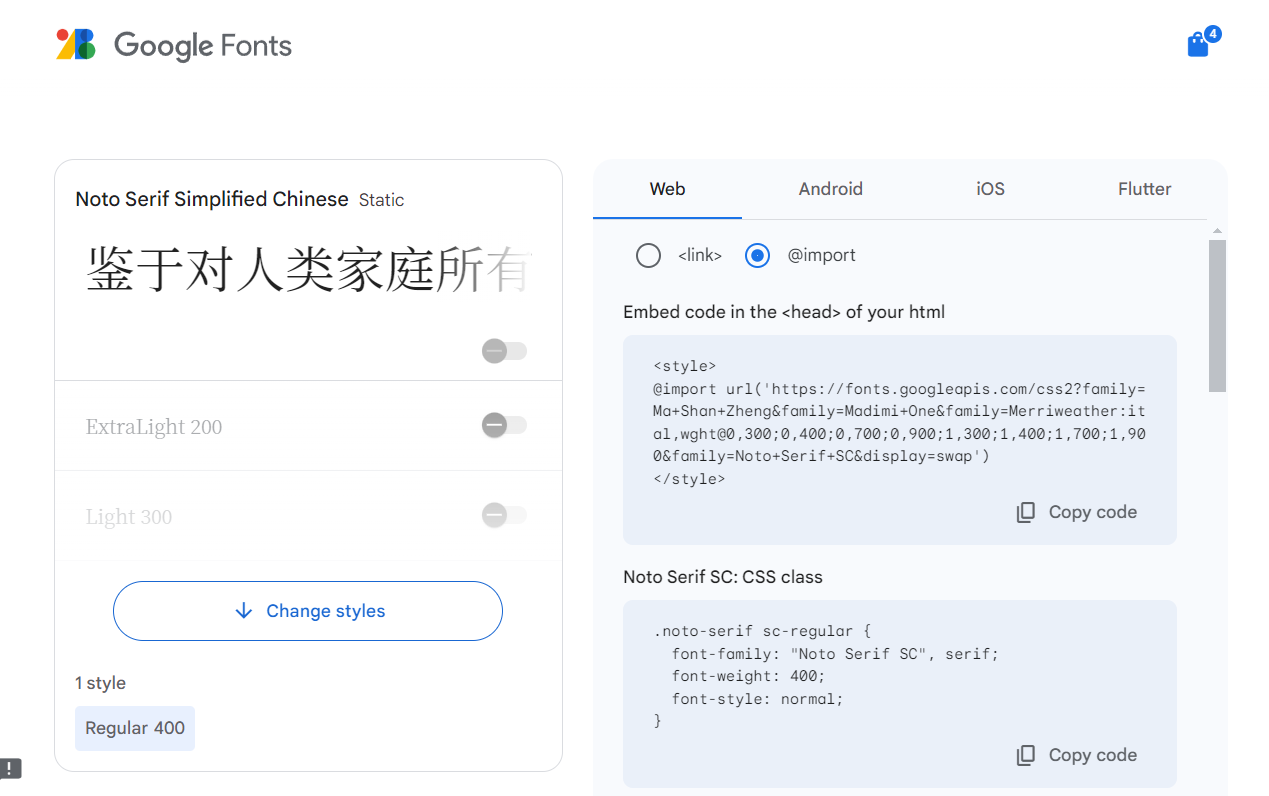 Google Fonts
4
Noto Serif Simplified Chinese Static
鉴于对人类家庭所有
ExtraLight 200
Light 300
Change styles
1 style
Regular 400
Web Android iOS Flutter
<link> @import
Embed code in the <head> of your html
<style>
@import url('https://fonts.googleapis.com/css2?family=
Ma+Shan+Zheng&family=Madimi+One&family=Merriweather:it
al,wght@0,300;0,400;0,700;0,900;1,300;1,400;1,700;1,90
0&family=Noto+Serif+SC&display=swap')
</style>
Copy code
Noto Serif SC: CSS class
.noto-serif sc-regular {
  font-family: "Noto Serif SC", serif;
  font-weight: 400;
  font-style: normal;
}
Copy code